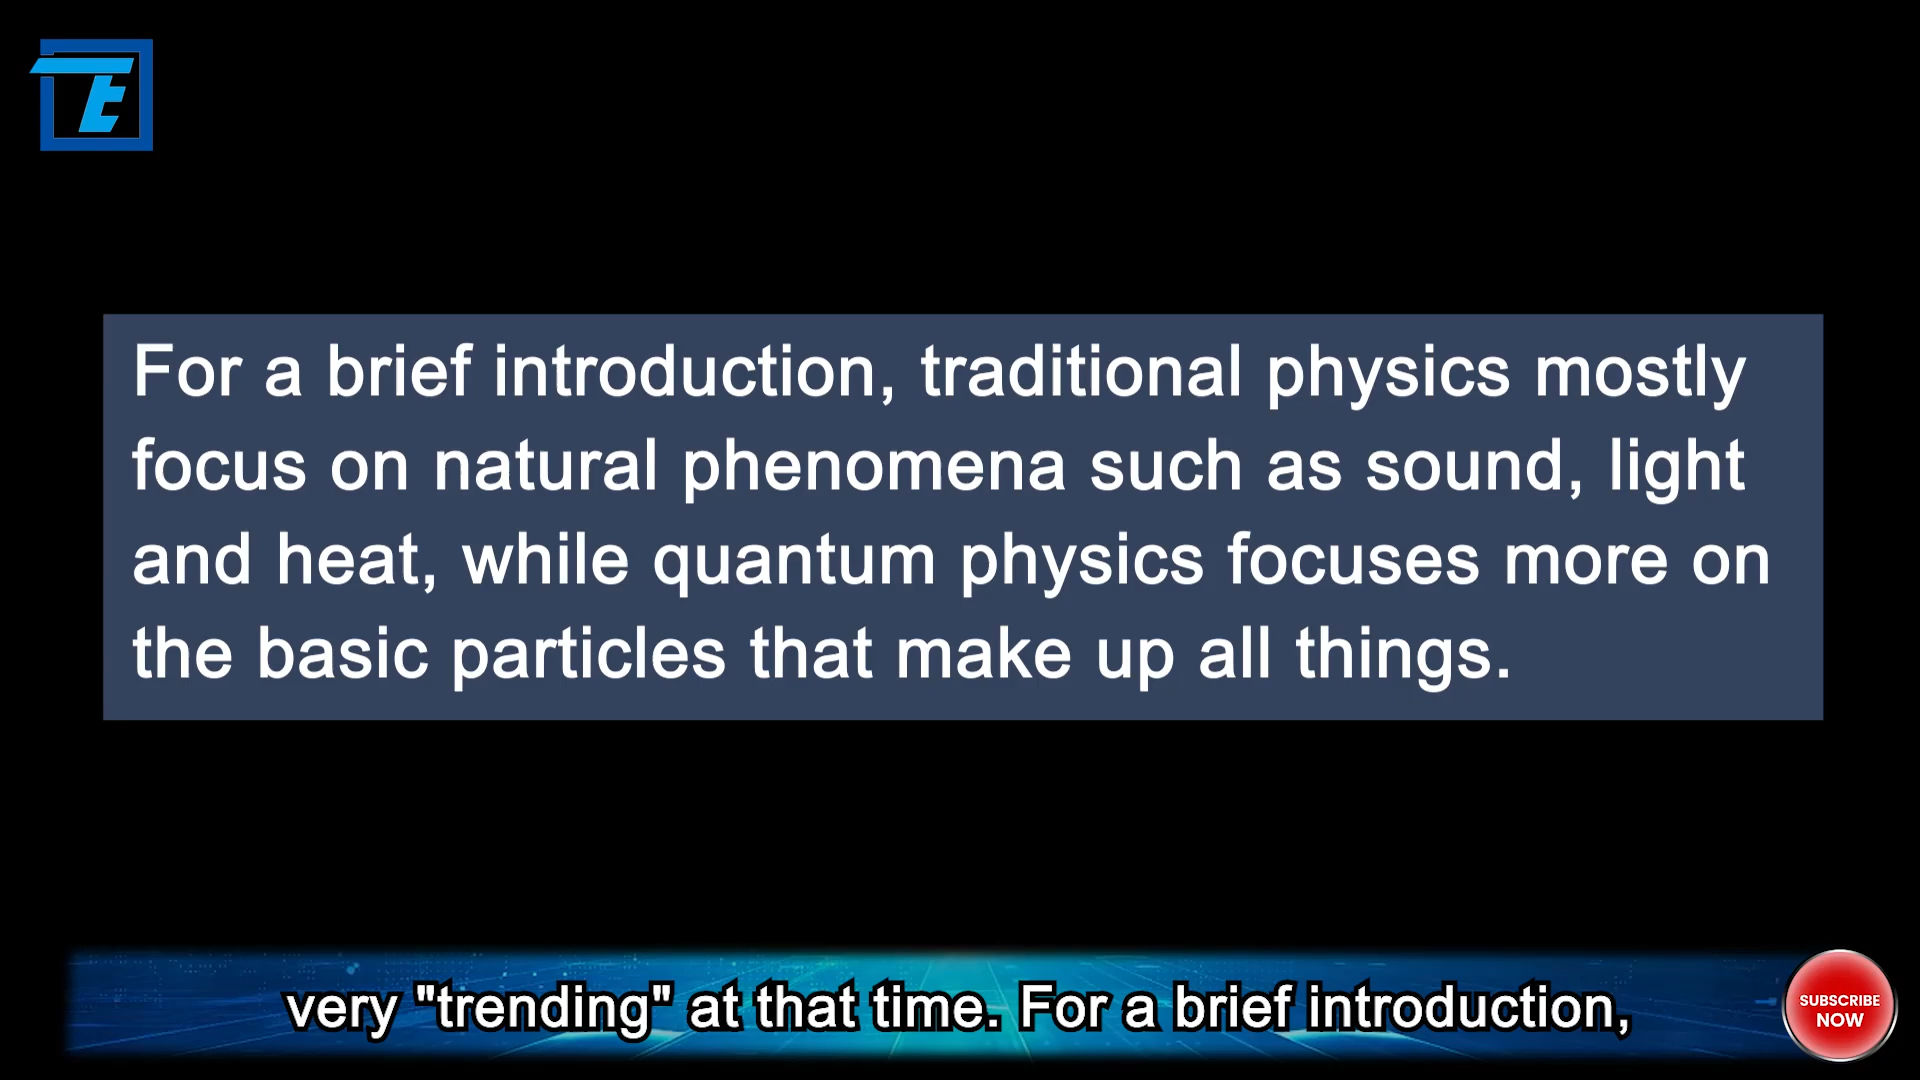 TE
For a brief introduction, traditional physics mostly
focus on natural phenomena such as sound, light
and heat, while quantum physics focuses more on
the basic particles that make up all things.
very "trending" at that time. For a brief introduction,
SUBSCRIBE
NOW